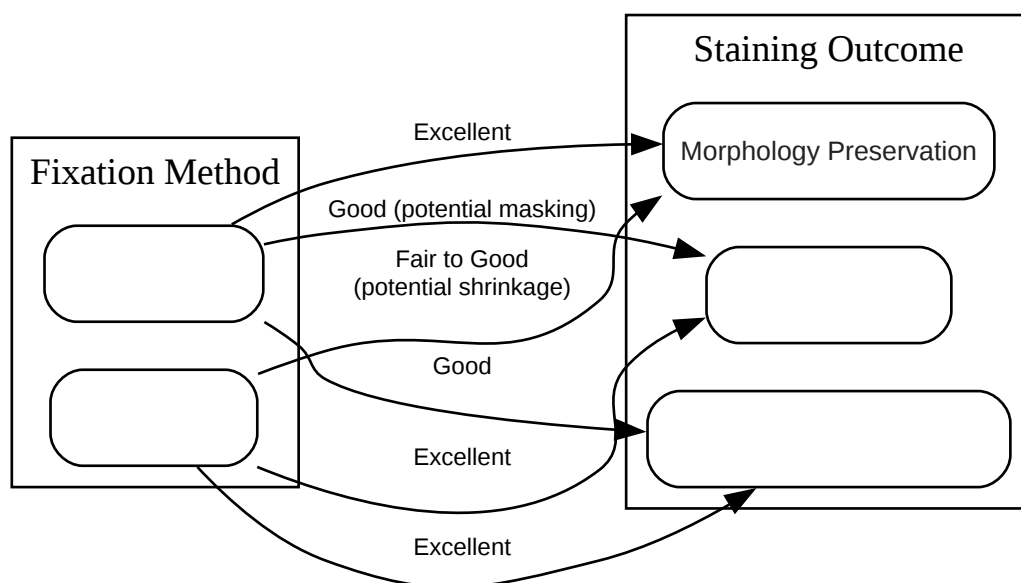 Staining Outcome
Excellent
Morphology Preservation
Fixation Method
Good (potential masking)
Fair to Good
(potential shrinkage)
Good
Excellent
Excellent